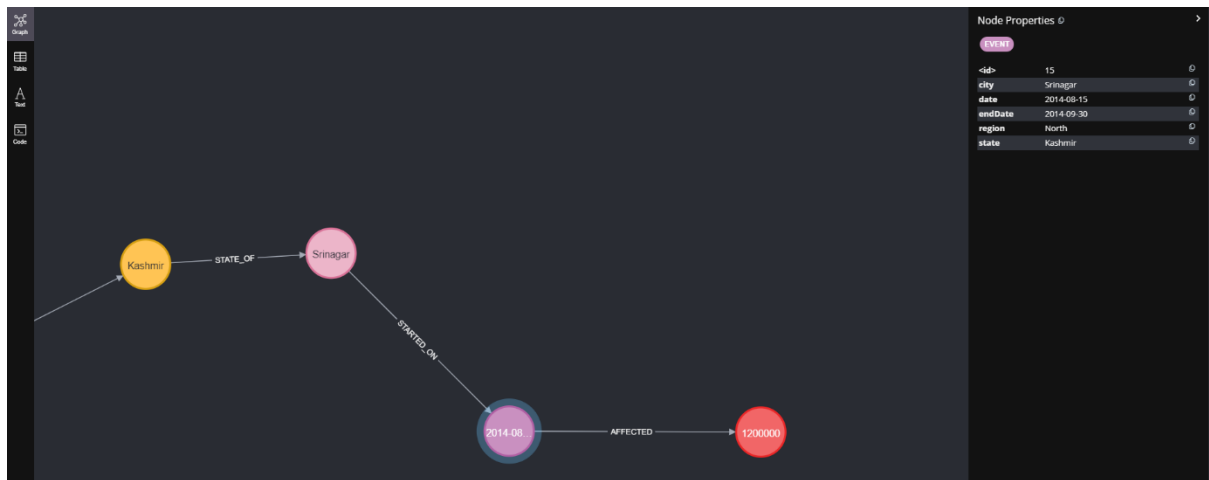 Graph
Table
Text
Code
Kashmir
STATE_OF
Srinagar
STARTED_ON
2014-08...
AFFECTED
1200000
Node Properties
EVENT
<id> 15
city Srinagar
date 2014-08-15
endDate 2014-09-30
region North
state Kashmir